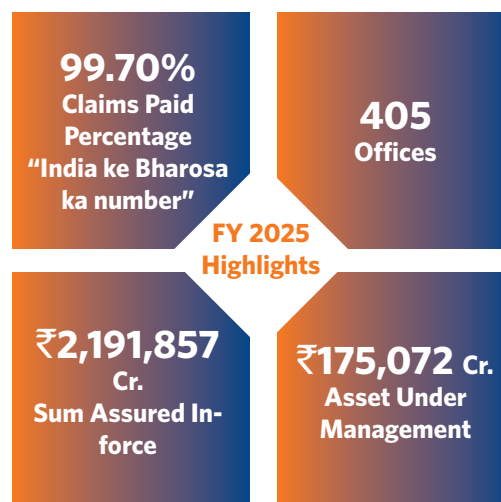 99.70%
Claims Paid
Percentage
“India ke Bharosa
ka number”
405
Offices
FY 2025
Highlights
₹2,191,857
Cr.
Sum Assured In-
force
₹175,072 Cr.
Asset Under
Management